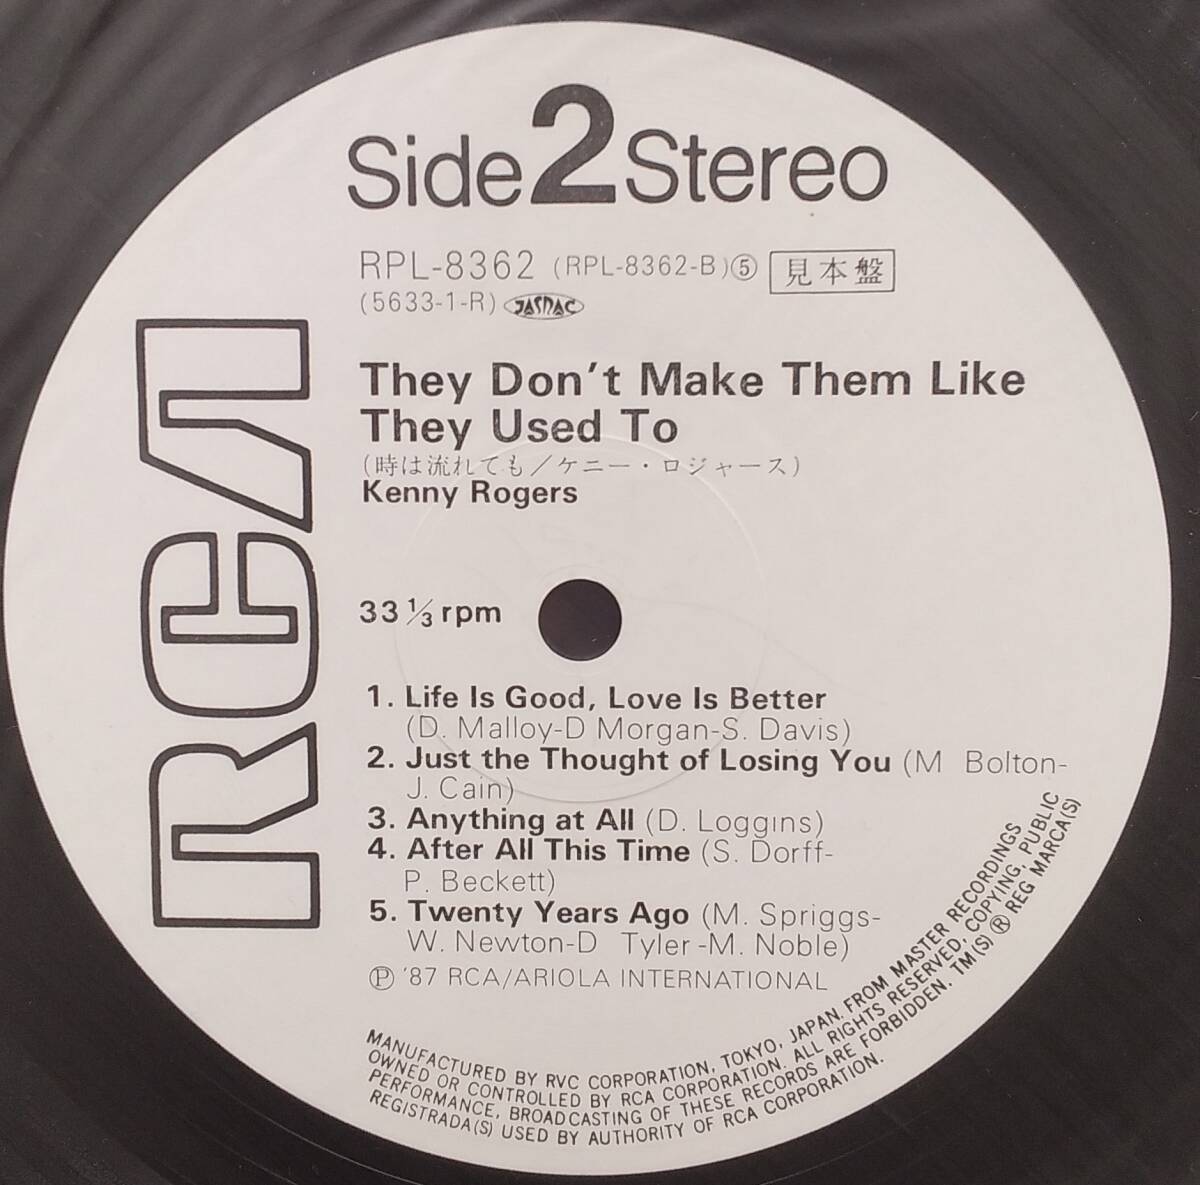 Side 2 Stereo
RPL-8362 (RPL-8362-B)⑤ 見本盤
(5633-1-R) JASRAC
They Don't Make Them Like
They Used To
(時は流れても/ケニー・ロジャース)
Kenny Rogers
RCA
33 ⅓ rpm
1. Life Is Good, Love Is Better
(D. Malloy-D Morgan-S. Davis)
2. Just the Thought of Losing You (M Bolton-
J. Cain)
3. Anything at All (D. Loggins)
4. After All This Time (S. Dorff-
P. Beckett)
5. Twenty Years Ago (M. Spriggs-
W. Newton-D Tyler-M. Noble)
Ⓟ '87 RCA/ARIOLA INTERNATIONAL
MANUFACTURED BY RVC CORPORATION, TOKYO, JAPAN. FROM MASTER RECORDINGS
OWNED OR CONTROLLED BY RCA CORPORATION. ALL RIGHTS RESERVED, COPYING, PUBLIC
PERFORMANCE, BROADCASTING OF THESE RECORDS ARE FORBIDDEN. TM(S) ® REG MARCA(S)
REGISTRADA(S) USED BY AUTHORITY OF RCA CORPORATION.